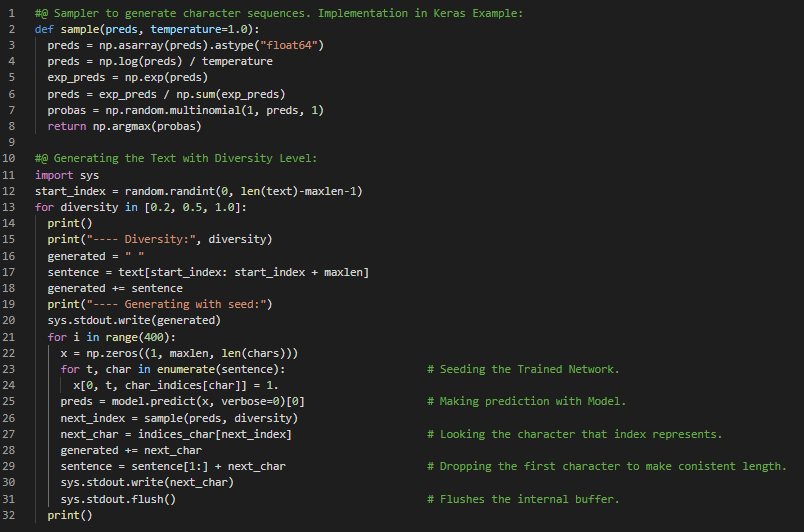 1 #@ Sampler to generate character sequences. Implementation in Keras Example:
2 def sample(preds, temperature=1.0):
3   preds = np.asarray(preds).astype("float64")
4   preds = np.log(preds) / temperature
5   exp_preds = np.exp(preds)
6   preds = exp_preds / np.sum(exp_preds)
7   probas = np.random.multinomial(1, preds, 1)
8   return np.argmax(probas)
9
10 #@ Generating the Text with Diversity Level:
11 import sys
12 start_index = random.randint(0, len(text)-maxlen-1)
13 for diversity in [0.2, 0.5, 1.0]:
14   print()
15   print("---- Diversity:", diversity)
16   generated = " "
17   sentence = text[start_index: start_index + maxlen]
18   generated += sentence
19   print("---- Generating with seed:")
20   sys.stdout.write(generated)
21   for i in range(400):
22     x = np.zeros((1, maxlen, len(chars)))
23     for t, char in enumerate(sentence): # Seeding the Trained Network.
24       x[0, t, char_indices[char]] = 1.
25     preds = model.predict(x, verbose=0)[0] # Making prediction with Model.
26     next_index = sample(preds, diversity)
27     next_char = indices_char[next_index] # Looking the character that index represents.
28     generated += next_char
29     sentence = sentence[1:] + next_char # Dropping the first character to make conistent length.
30     sys.stdout.write(next_char)
31     sys.stdout.flush() # Flushes the internal buffer.
32   print()